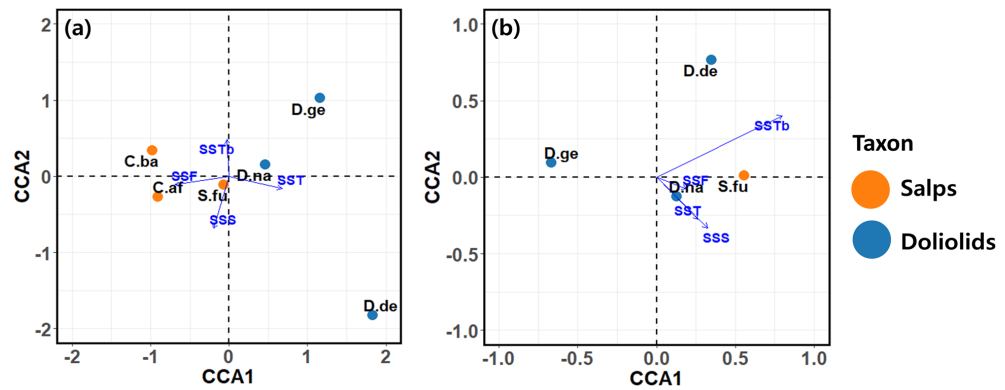 (a)
2
1
0
-1
-2
CCA2
D.ge
SSTb
C.ba
SSF
D.na
SST
C.af
S.fu
SSS
D.de
-2
-1
0
1
2
CCA1
(b)
1.0
0.5
0.0
-0.5
-1.0
CCA2
D.de
SSTb
D.ge
SSF
S.fu
D.na
SST
SSS
-1.0
-0.5
0.0
0.5
1.0
CCA1
Taxon
Salps
Doliolids